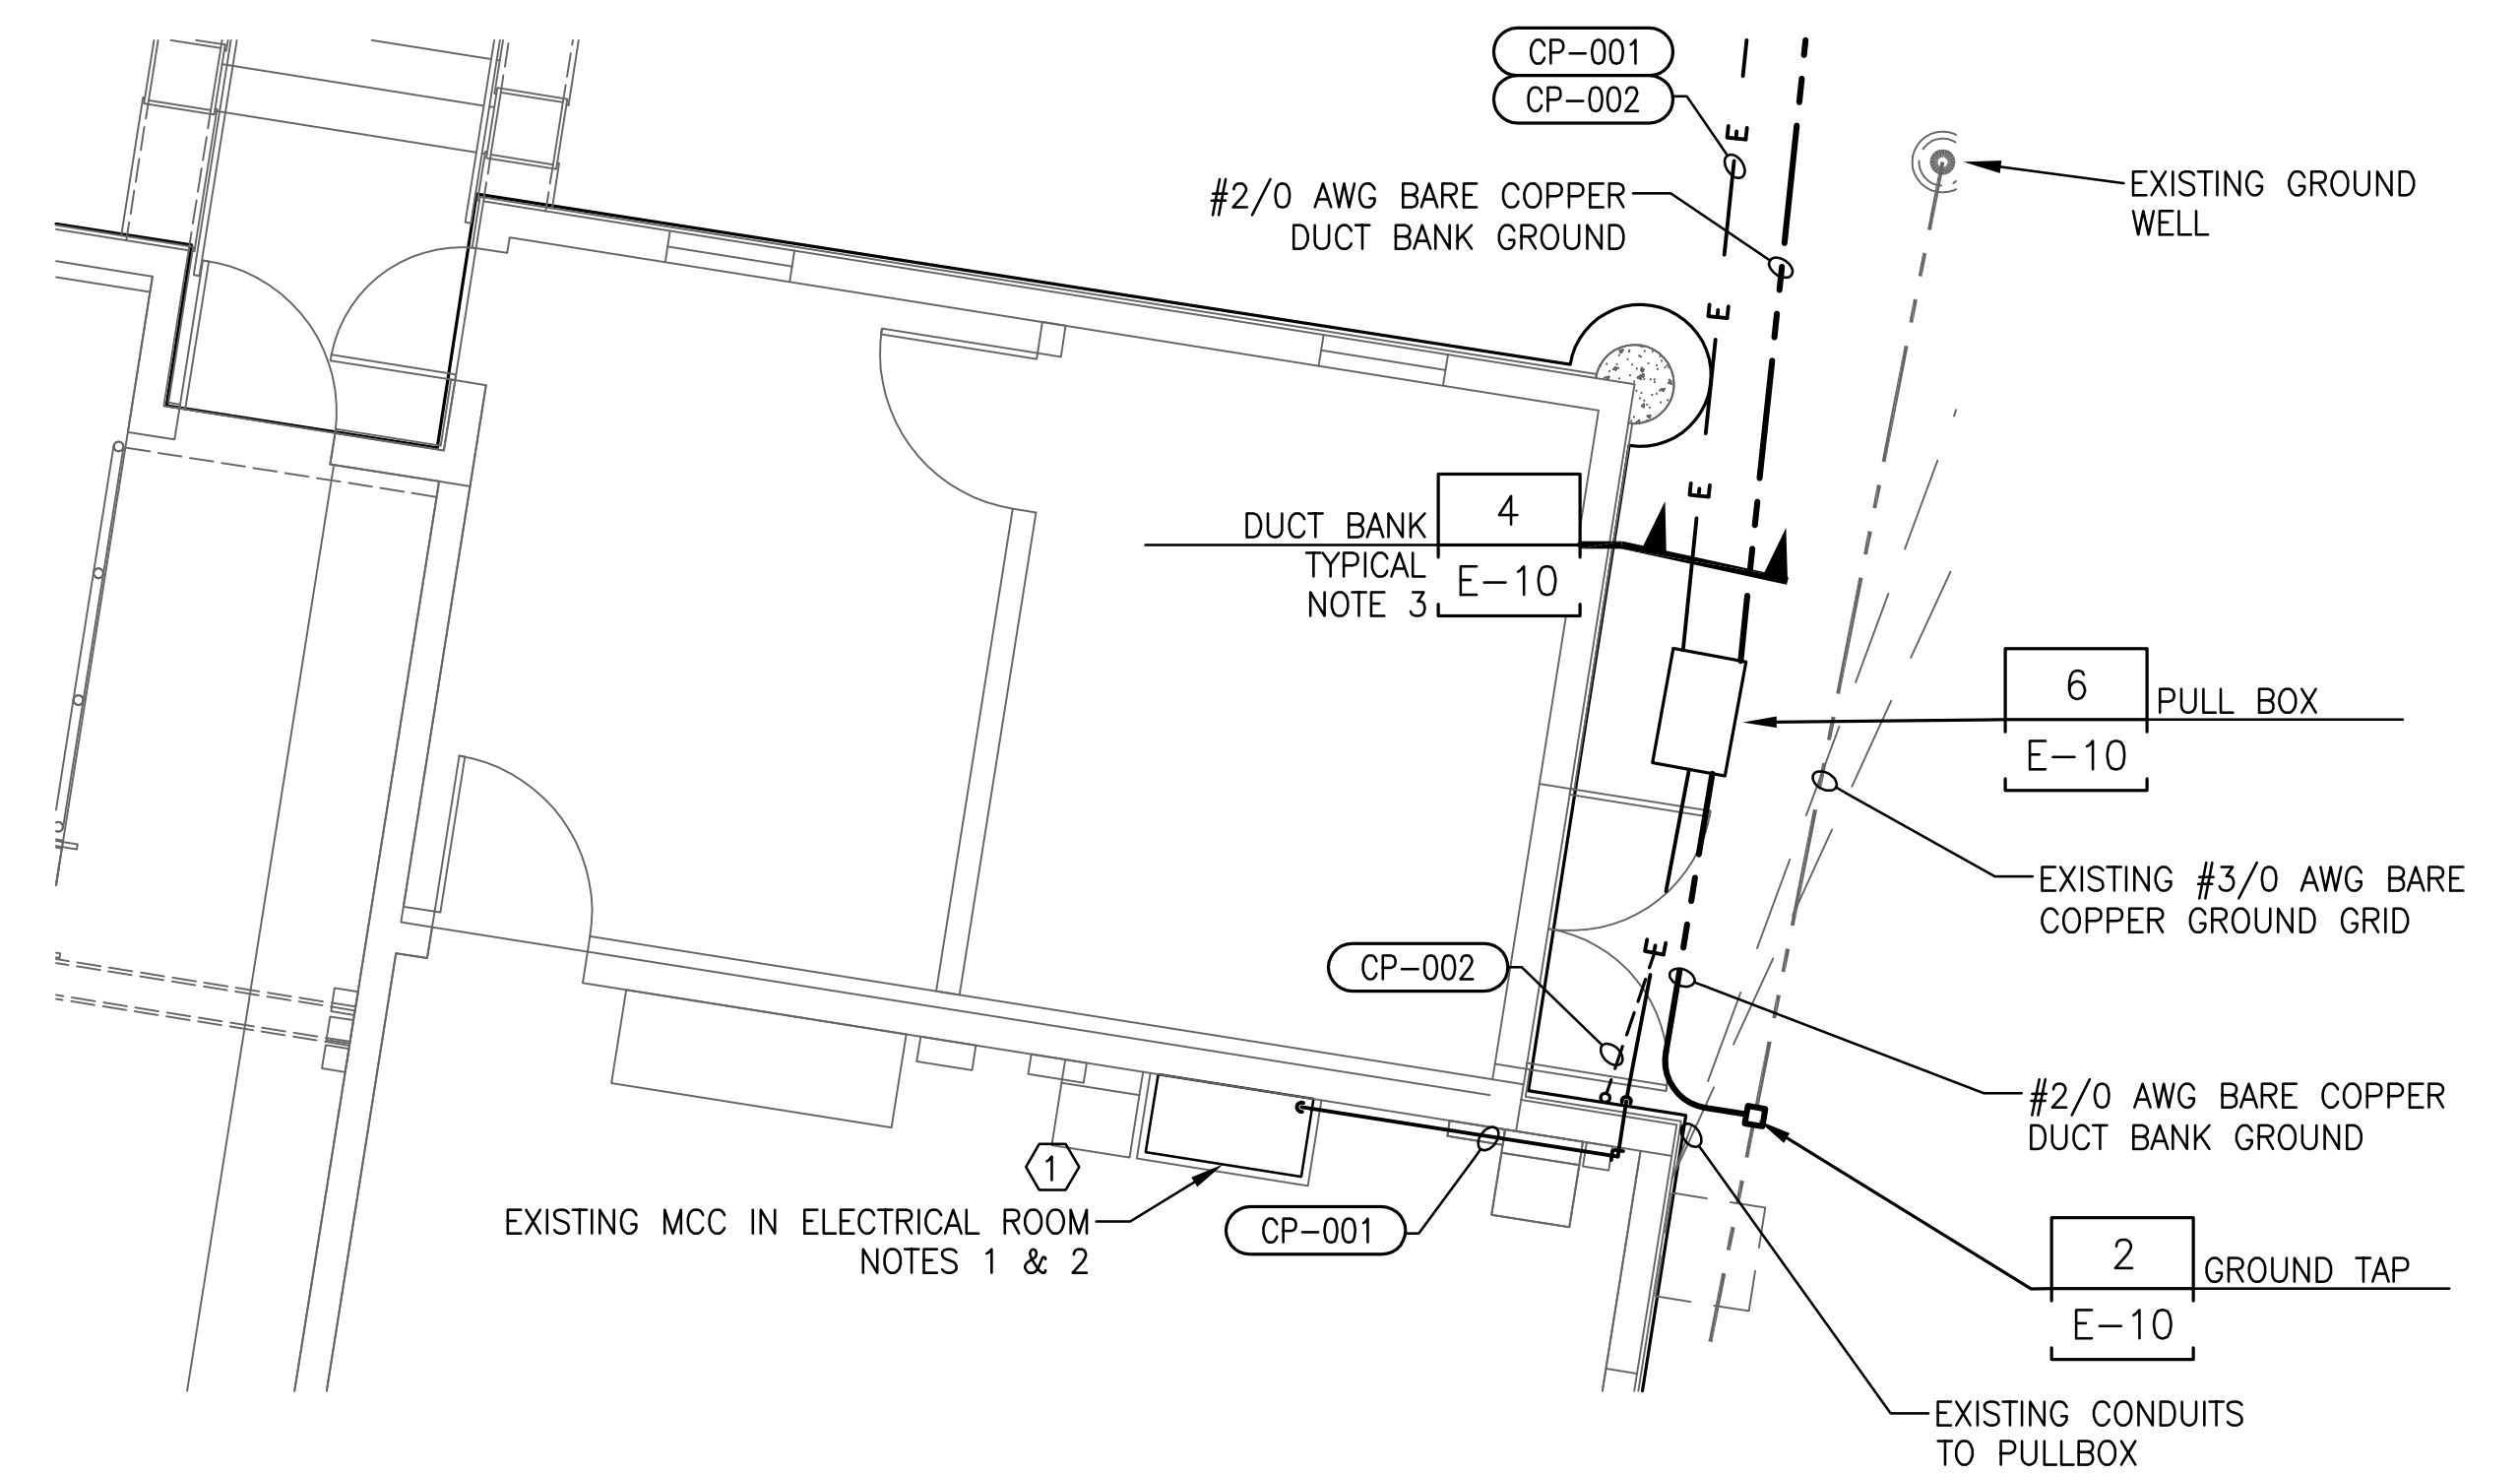 CP-001
CP-002
#2/0 AWG BARE COPPER
DUCT BANK GROUND
E
E
E
EXISTING GROUND
WELL
4
DUCT BANK
TYPICAL
NOTE 3
E-10
6
PULL BOX
E-10
EXISTING #3/0 AWG BARE
COPPER GROUND GRID
E
CP-002
#2/0 AWG BARE COPPER
DUCT BANK GROUND
1
EXISTING MCC IN ELECTRICAL ROOM
NOTES 1 & 2
CP-001
2
GROUND TAP
E-10
EXISTING CONDUITS
TO PULLBOX